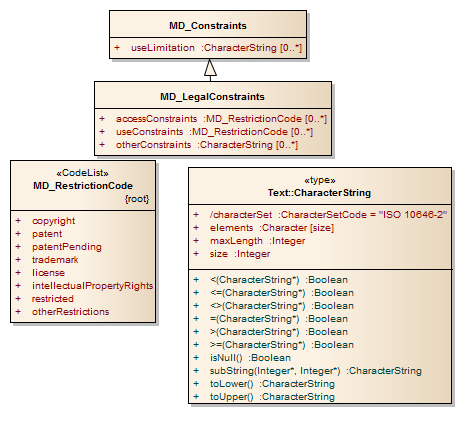 MD_Constraints
+ useLimitation :CharacterString [0..*]
MD_LegalConstraints
+ accessConstraints :MD_RestrictionCode [0..*]
+ useConstraints :MD_RestrictionCode [0..*]
+ otherConstraints :CharacterString [0..*]
«CodeList»
MD_RestrictionCode
{root}
+ copyright
+ patent
+ patentPending
+ trademark
+ license
+ intellectualPropertyRights
+ restricted
+ otherRestrictions
«type»
Text::CharacterString
+ /characterSet :CharacterSetCode = "ISO 10646-2"
+ elements :Character [size]
+ maxLength :Integer
+ size :Integer
+ <(CharacterString*) :Boolean
+ <=(CharacterString*) :Boolean
+ <>(CharacterString*) :Boolean
+ =(CharacterString*) :Boolean
+ >(CharacterString*) :Boolean
+ >=(CharacterString*) :Boolean
+ isNull() :Boolean
+ subString(Integer*, Integer*) :CharacterString
+ toLower() :CharacterString
+ toUpper() :CharacterString